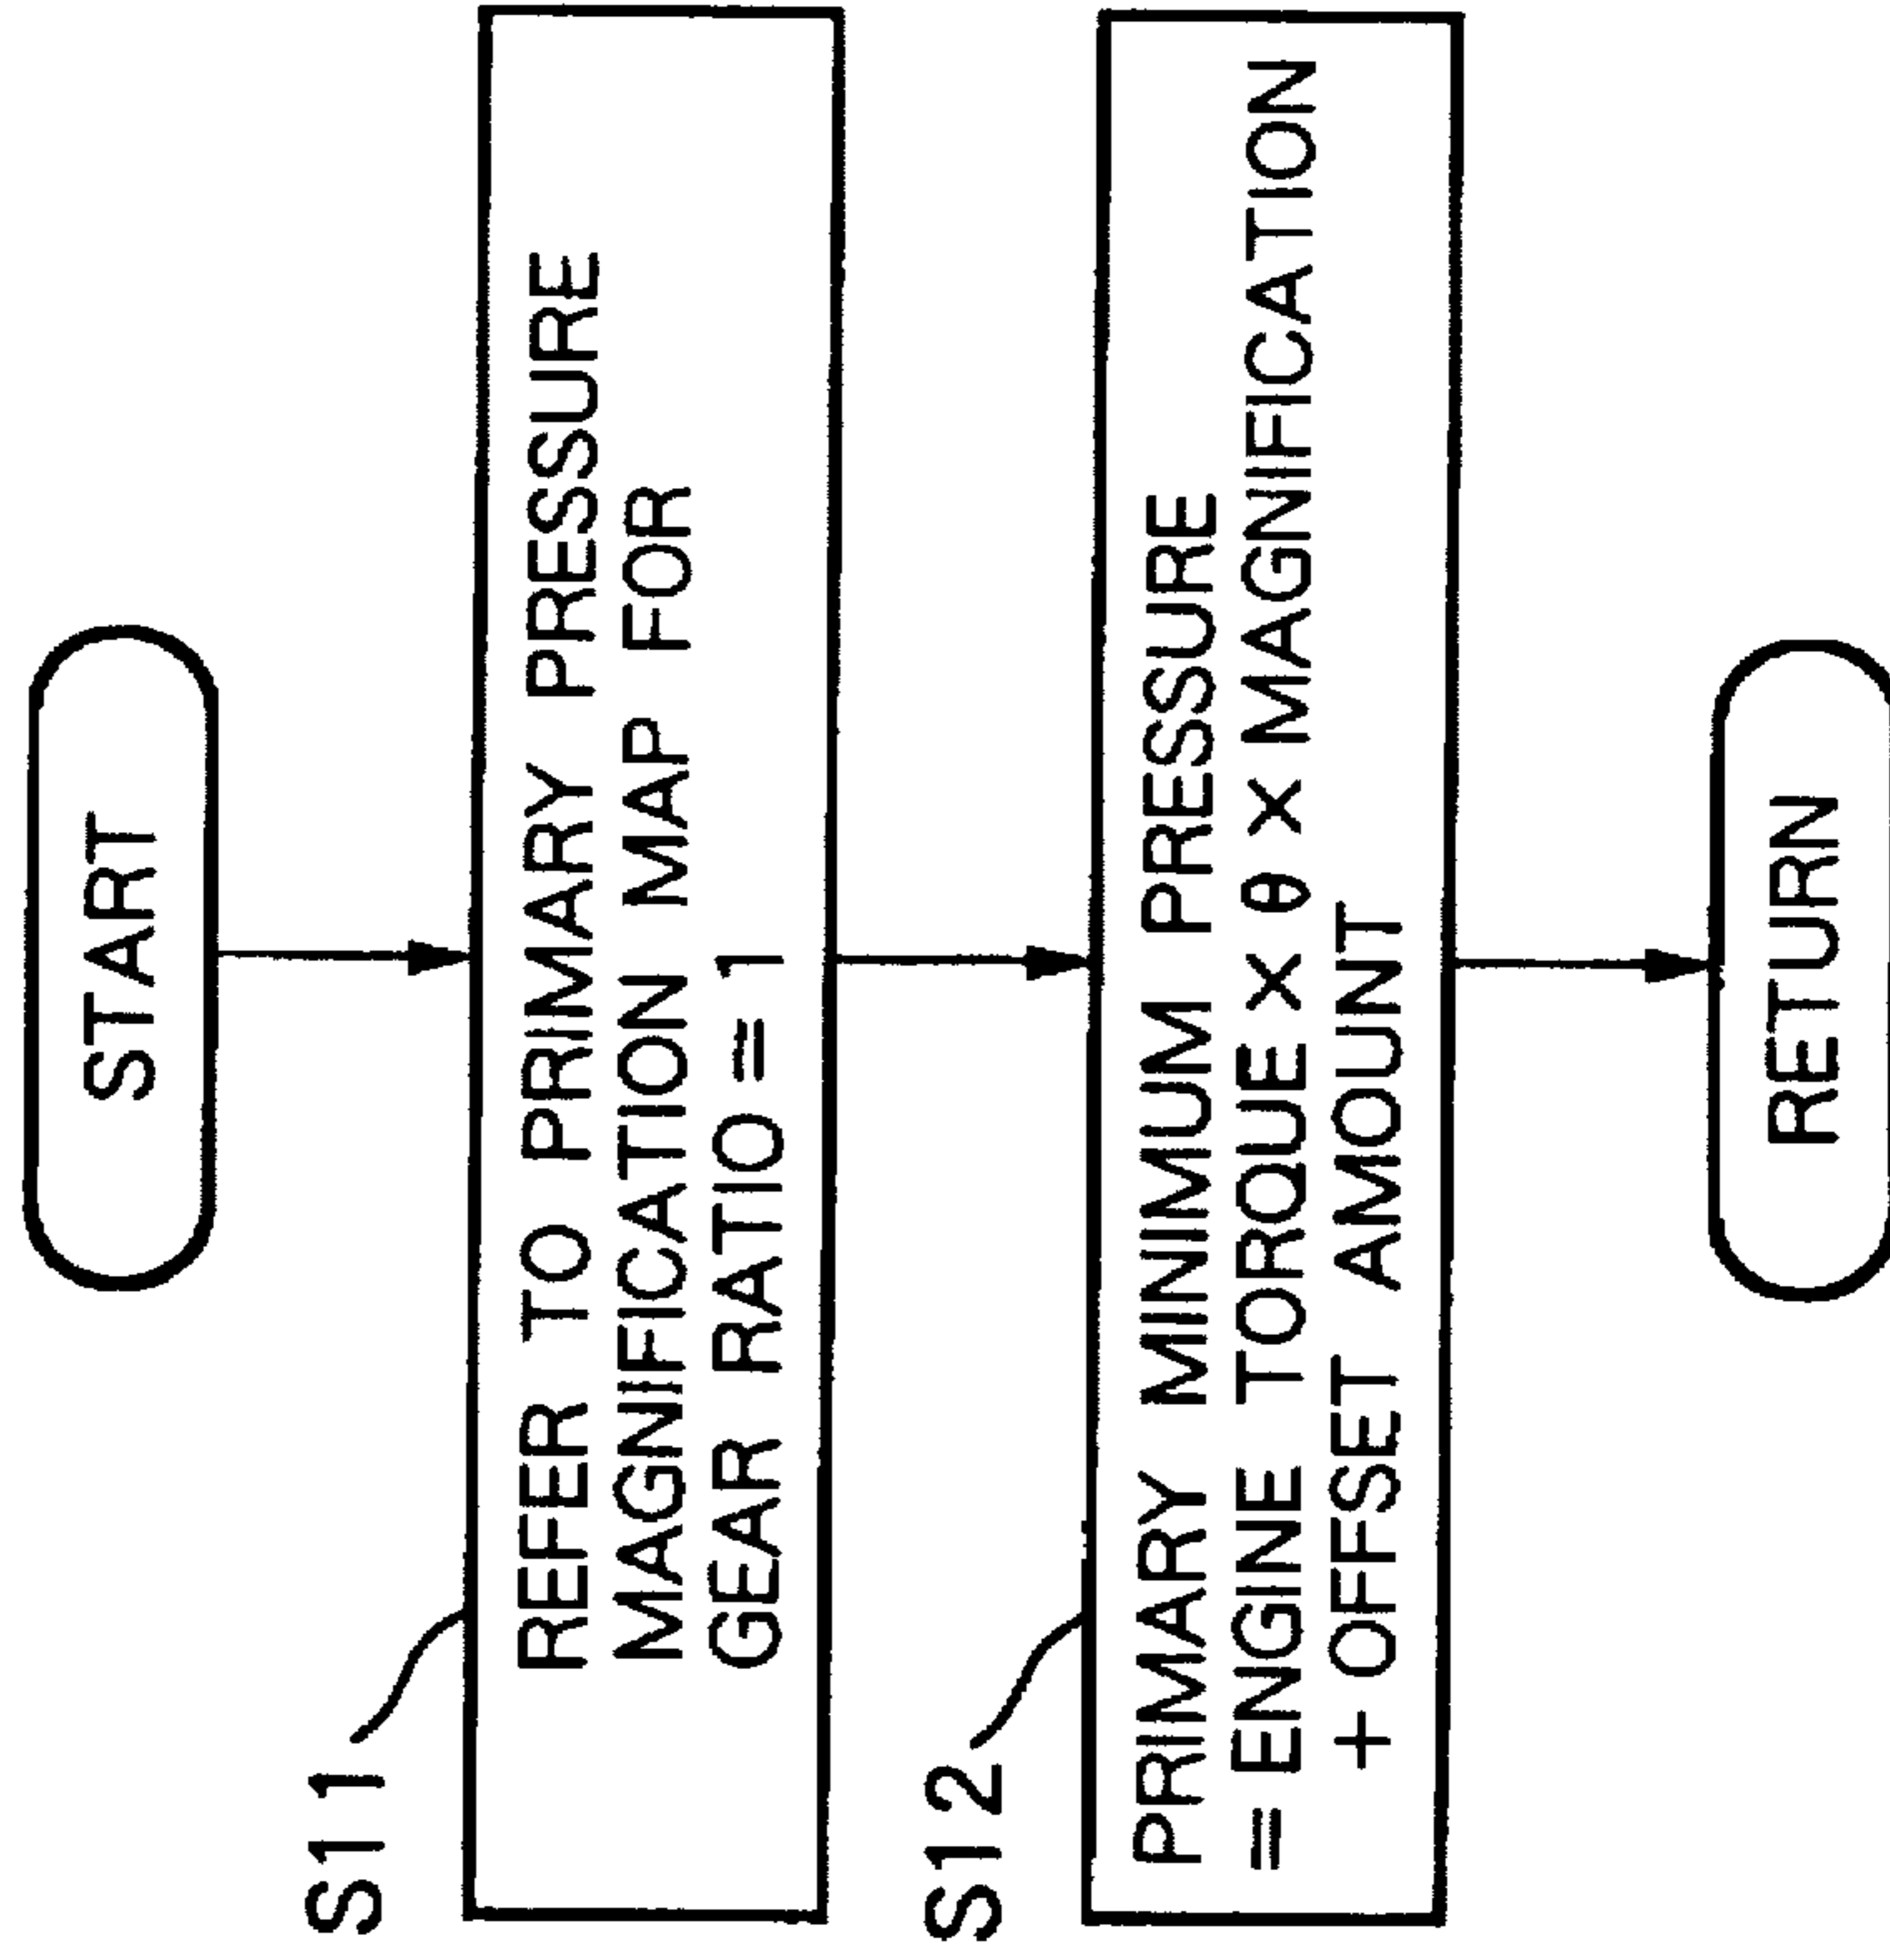 START
S11
REFER TO PRIMARY PRESSURE
MAGNIFICATION MAP FOR
GEAR RATIO = 1
S12
PRIMARY MINIMUM PRESSURE
= ENGINE TORQUE × θ × MAGNIFICATION
+ OFFSET AMOUNT
RETURN